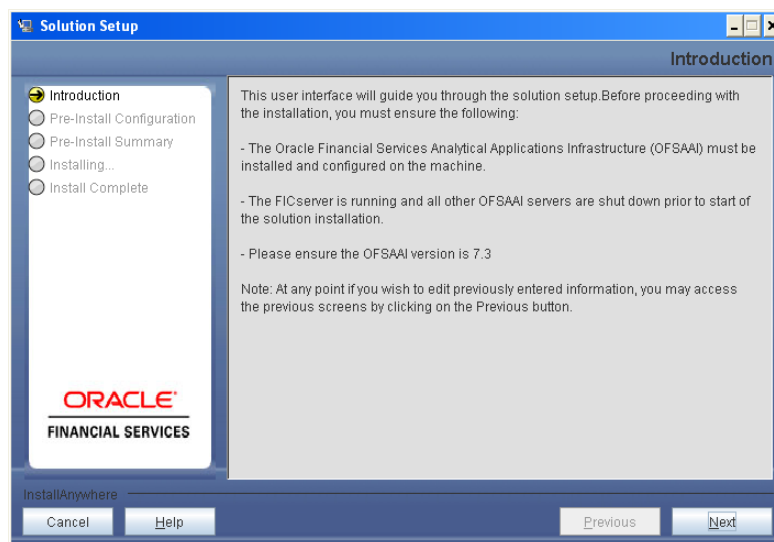 Solution Setup
Introduction
Introduction
Pre-Install Configuration
Pre-Install Summary
Installing...
Install Complete
This user interface will guide you through the solution setup.Before proceeding with
the installation, you must ensure the following:
- The Oracle Financial Services Analytical Applications Infrastructure (OFSAAI) must be
installed and configured on the machine.
- The FICserver is running and all other OFSAAI servers are shut down prior to start of
the solution installation.
- Please ensure the OFSAAI version is 7.3
Note: At any point if you wish to edit previously entered information, you may access
the previous screens by clicking on the Previous button.
ORACLE
FINANCIAL SERVICES
InstallAnywhere
Cancel
Help
Previous
Next